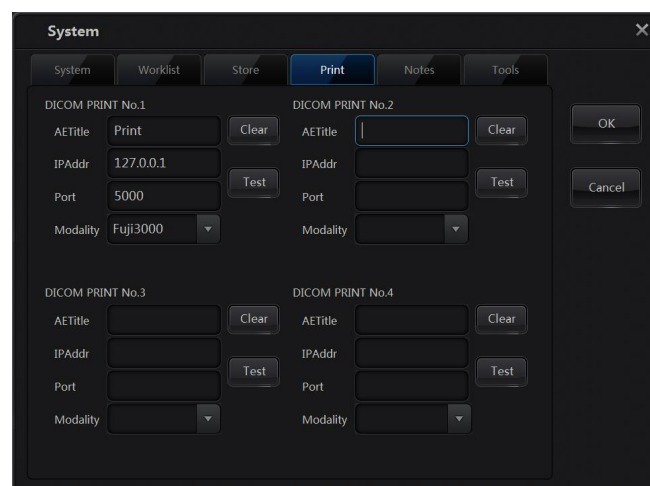 System
System Worklist Store Print Notes Tools
DICOM PRINT No.1
AETitle Print Clear
IPAddr 127.0.0.1
Test
Port 5000
Modality Fuji3000
DICOM PRINT No.2
AETitle Clear
IPAddr
Test
Port
Modality
DICOM PRINT No.3
AETitle Clear
IPAddr
Test
Port
Modality
DICOM PRINT No.4
AETitle Clear
IPAddr
Test
Port
Modality
OK
Cancel